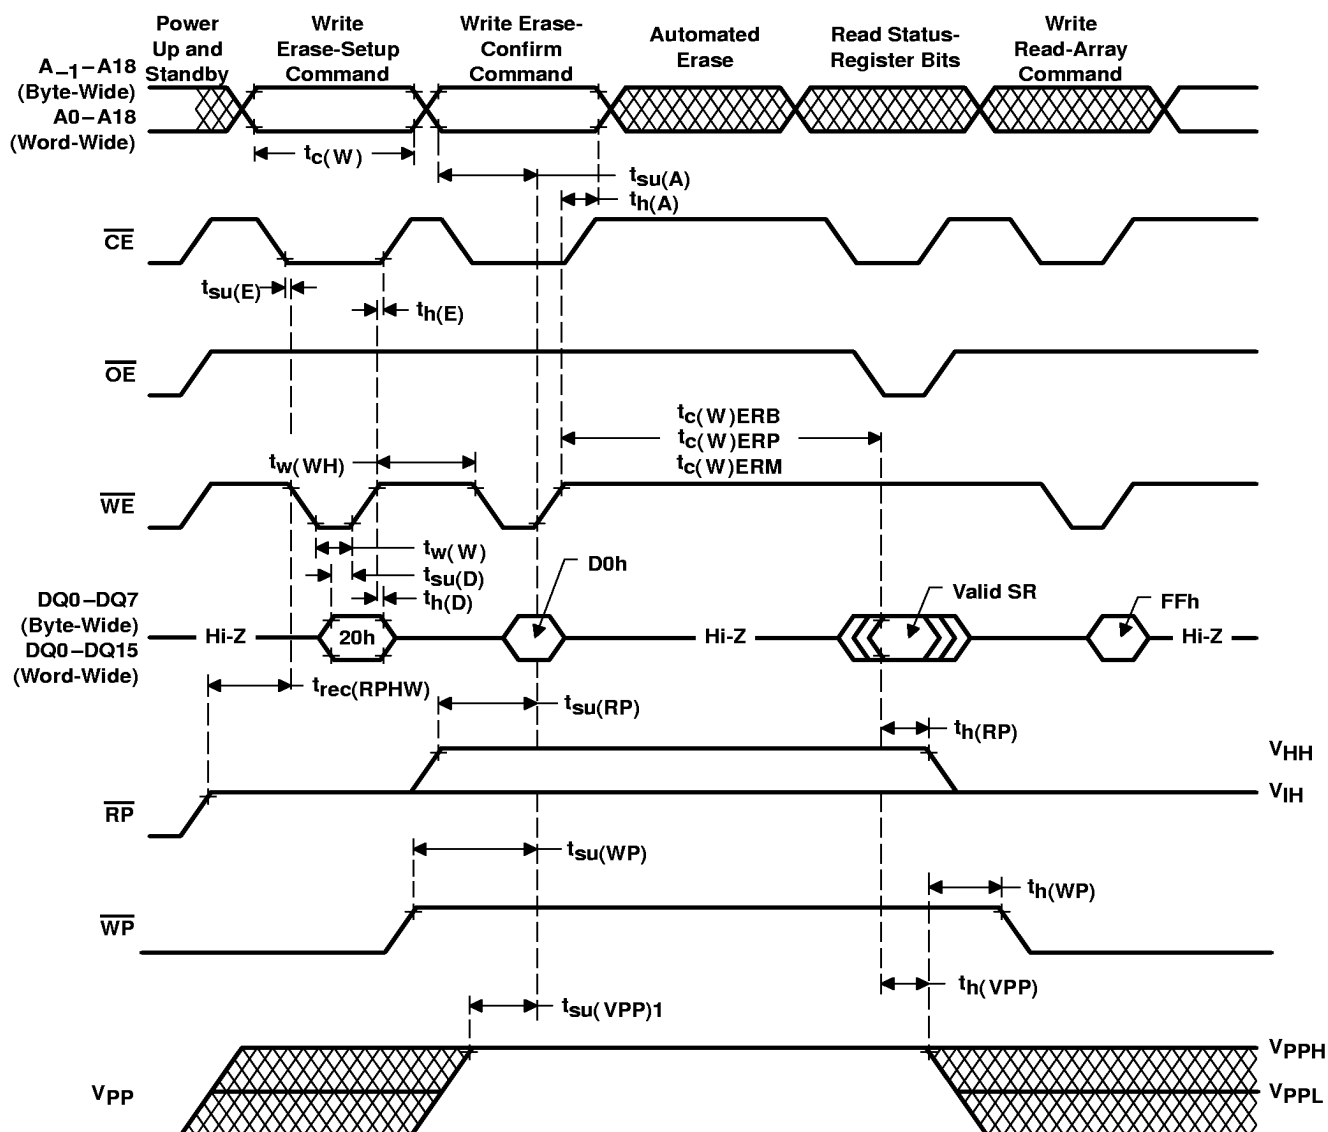 Power
Up and
Standby
Write
Erase-Setup
Command
Write Erase-
Confirm
Command
Automated
Erase
Read Status-
Register Bits
Write
Read-Array
Command
A–1–A18
(Byte-Wide)
A0–A18
(Word-Wide)
tc(W)
tsu(A)
th(A)
CE
tsu(E)
th(E)
OE
tc(W)ERB
tc(W)ERP
tc(W)ERM
tw(WH)
WE
tw(W)
tsu(D)
th(D)
D0h
Valid SR
FFh
DQ0–DQ7
(Byte-Wide)
DQ0–DQ15
(Word-Wide)
Hi-Z
20h
Hi-Z
Hi-Z
trec(RPHW)
tsu(RP)
th(RP)
VHH
VIH
RP
tsu(WP)
th(WP)
WP
th(VPP)
tsu(VPP)1
VPPH
VPP
VPPL